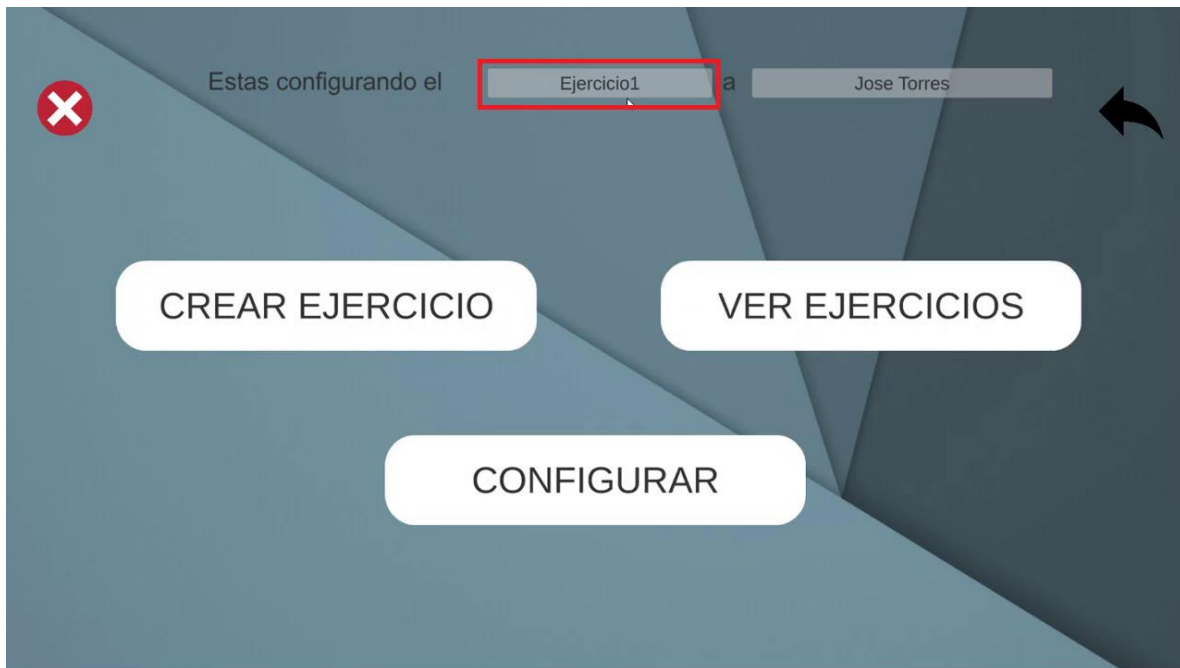 Estas configurando el Ejercicio1 a Jose Torres
CREAR EJERCICIO
VER EJERCICIOS
CONFIGURAR